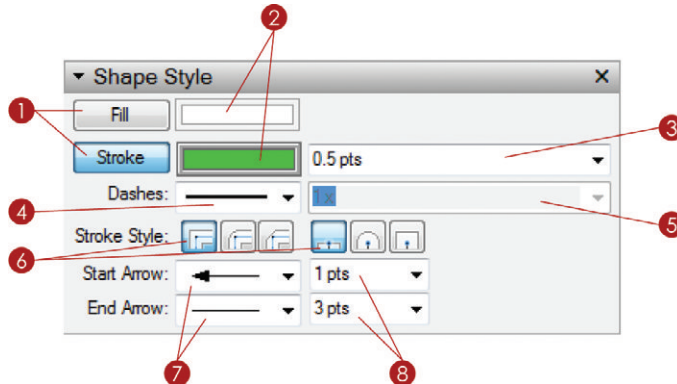 2
Shape Style
1
Fill
3
Stroke
0.5 pts
Dashes:
1x
4
5
Stroke Style:
6
Start Arrow:
1 pts
End Arrow:
3 pts
7
8